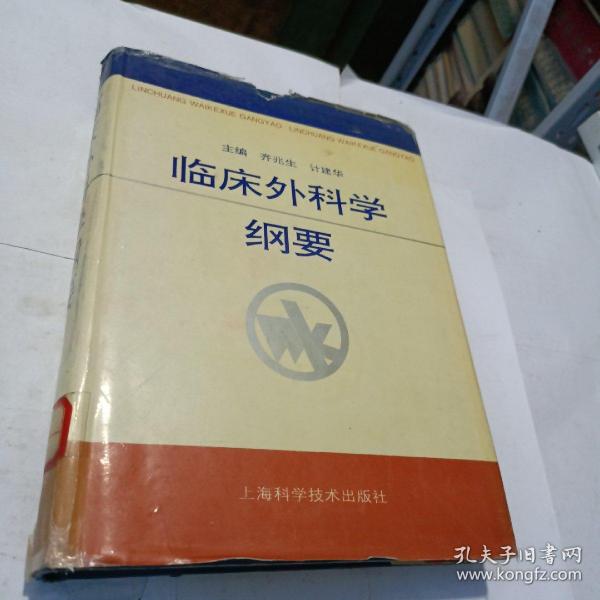 LINCHUANG WAIKEXUE GANGYAO LINCHUANG WAIKEXUE GANGYAO
主编 齐兆生 计建华
临床外科学
纲要
WK
上海科学技术出版社
孔夫子旧书网
www.kongfz.com